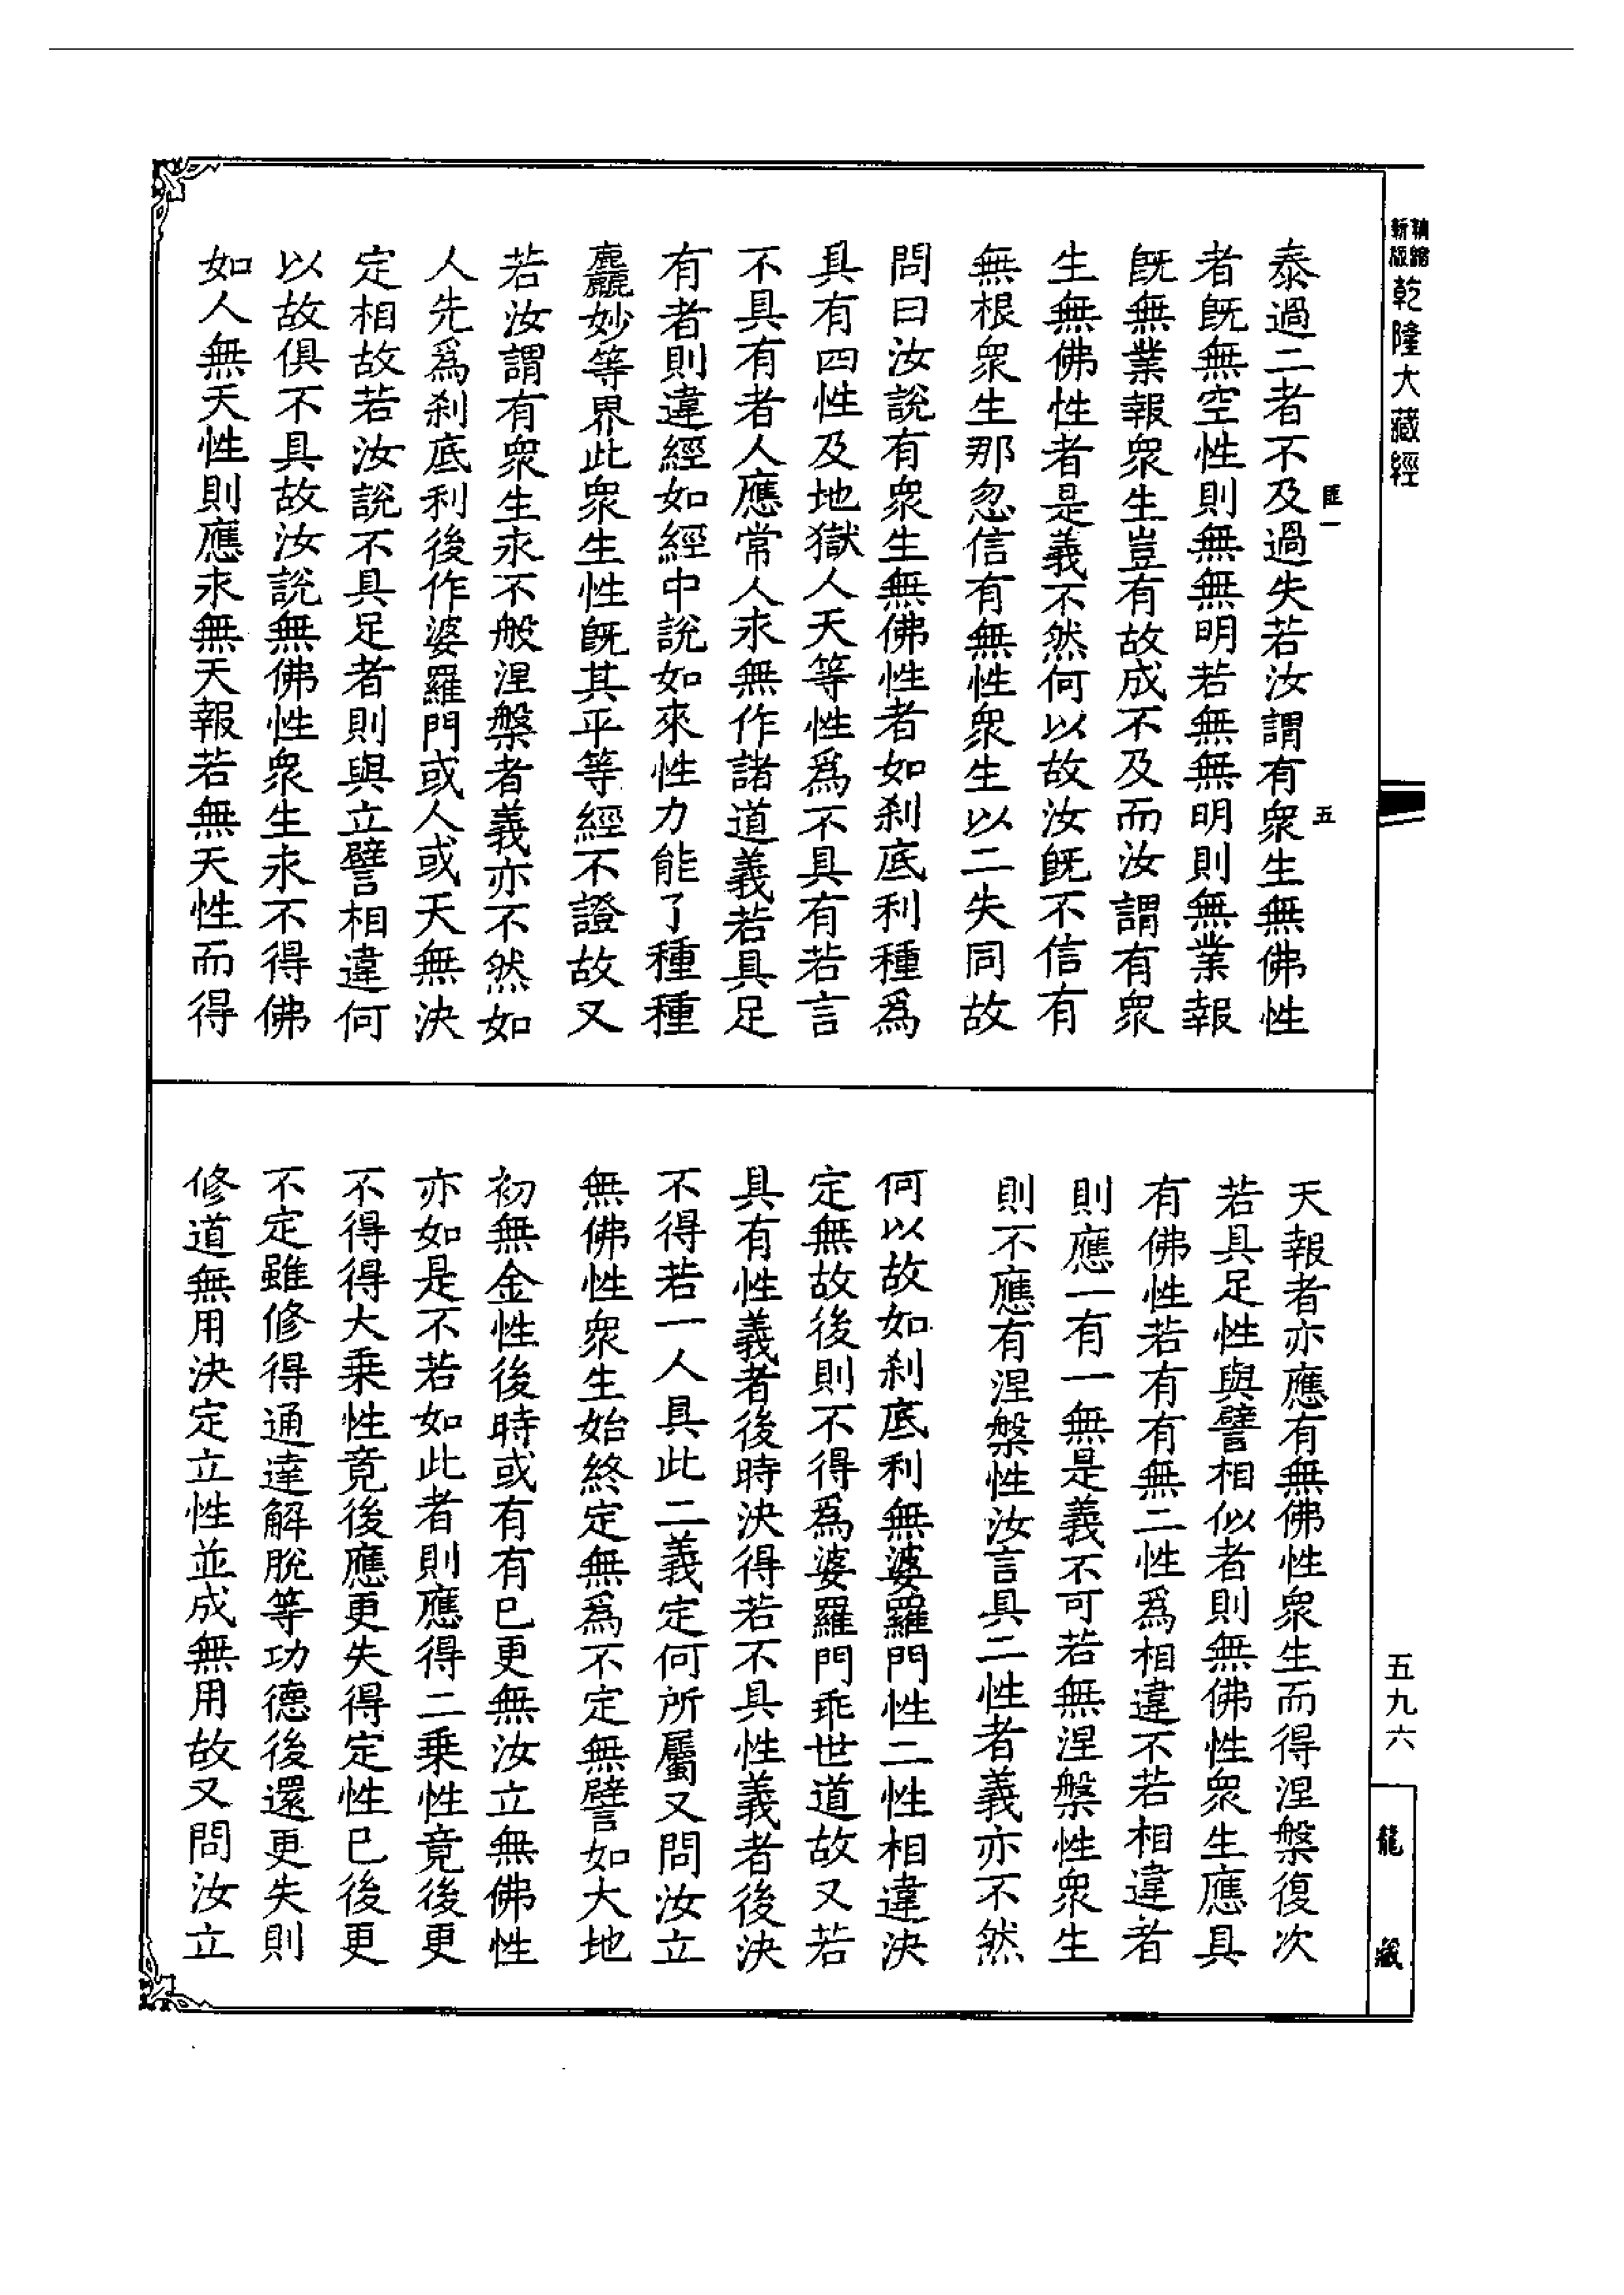 新版
精縮
乾隆大藏經
匪一
五
泰過二者不及過失若汝謂有衆生無佛性
者旣無空性則無無明若無無明則無業報
旣無業報衆生豈有故成不及而汝謂有衆
生無佛性者是義不然何以故汝旣不信有
無根衆生那忽信有無性衆生以二失同故
問曰汝說有衆生無佛性者如刹底利種爲
具有四性及地獄人天等性爲不具有若言
不具有者人應常人永無作諸道義若具足
有者則違經如經中說如來性力能了種種
麤妙等界此衆生性旣其平等經不證故又
若汝謂有衆生永不般涅槃者義亦不然如
人先爲刹底利後作婆羅門或人或天無決
定相故若汝說不具足者則與立譬相違何
以故俱不具故汝說無佛性衆生永不得佛
如人無天性則應永無天報若無天性而得
天報者亦應有無佛性衆生而得涅槃復次
若具足性與譬相似者則無佛性衆生應具
有佛性若有有無二性爲相違不若相違者
則應一有一無是義不可若無涅槃性衆生
則不應有涅槃性汝言具二性者義亦不然
何以故如刹底利無婆羅門性二性相違決
定無故後則不得爲婆羅門乖世道故又若
具有性義者後時決得若不具性義者後決
不得若一人具此二義定何所屬又問汝立
無佛性衆生始終定無爲不定無譬如大地
初無金性後時或有有已更無汝立無佛性
亦如是不若如此者則應得二乘性竟後更
不得得大乘性竟後應更失得定性已後更
不定雖修得通達解脫等功德後還更失則
修道無用決定立性並成無用故又問汝立
五九六
龍藏